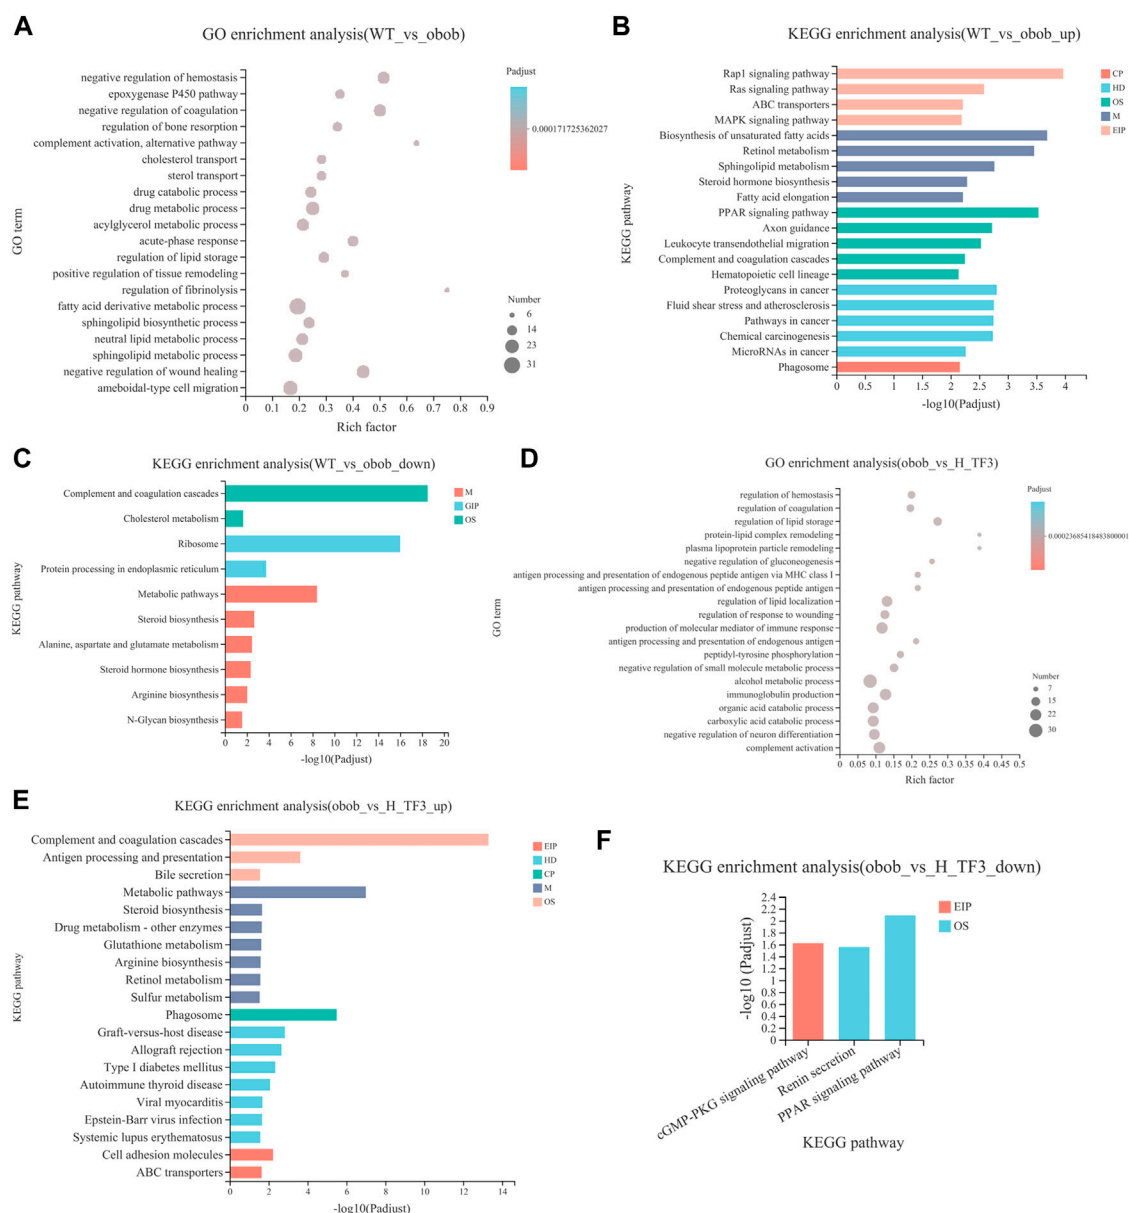 A
GO enrichment analysis(WT_vs_obob)
GO term
negative regulation of hemostasis
epoxygenase P450 pathway
negative regulation of coagulation
regulation of bone resorption
complement activation, alternative pathway
cholesterol transport
sterol transport
drug catabolic process
drug metabolic process
acylglycerol metabolic process
acute-phase response
regulation of lipid storage
positive regulation of tissue remodeling
regulation of fibrinolysis
fatty acid derivative metabolic process
sphingolipid biosynthetic process
neutral lipid metabolic process
sphingolipid metabolic process
negative regulation of wound healing
ameboidal-type cell migration
0 0.1 0.2 0.3 0.4 0.5 0.6 0.7 0.8 0.9
Rich factor
Padjust
0.000171725362027
Number
6
14
23
31
B
KEGG enrichment analysis(WT_vs_obob_up)
KEGG pathway
Rap1 signaling pathway
Ras signaling pathway
ABC transporters
MAPK signaling pathway
Biosynthesis of unsaturated fatty acids
Retinol metabolism
Sphingolipid metabolism
Steroid hormone biosynthesis
Fatty acid elongation
PPAR signaling pathway
Axon guidance
Leukocyte transendothelial migration
Complement and coagulation cascades
Hematopoietic cell lineage
Proteoglycans in cancer
Fluid shear stress and atherosclerosis
Pathways in cancer
Chemical carcinogenesis
MicroRNAs in cancer
Phagosome
0 0.5 1 1.5 2 2.5 3 3.5 4
-log10(Padjust)
CP
HD
OS
M
EIP
C
KEGG enrichment analysis(WT_vs_obob_down)
KEGG pathway
Complement and coagulation cascades
Cholesterol metabolism
Ribosome
Protein processing in endoplasmic reticulum
Metabolic pathways
Steroid biosynthesis
Alanine, aspartate and glutamate metabolism
Steroid hormone biosynthesis
Arginine biosynthesis
N-Glycan biosynthesis
0 2 4 6 8 10 12 14 16 18 20
-log10(Padjust)
M
GIP
OS
D
GO enrichment analysis(obob_vs_H_TF3)
GO term
regulation of hemostasis
regulation of coagulation
regulation of lipid storage
protein-lipid complex remodeling
plasma lipoprotein particle remodeling
negative regulation of gluconeogenesis
antigen processing and presentation of endogenous peptide antigen via MHC class I
antigen processing and presentation of endogenous peptide antigen
regulation of lipid localization
regulation of response to wounding
production of molecular mediator of immune response
antigen processing and presentation of endogenous antigen
peptidyl-tyrosine phosphorylation
negative regulation of small molecule metabolic process
alcohol metabolic process
immunoglobulin production
organic acid catabolic process
carboxylic acid catabolic process
negative regulation of neuron differentiation
complement activation
0 0.05 0.1 0.15 0.2 0.25 0.3 0.35 0.4 0.45 0.5
Rich factor
Padjust
0.00023685418483800001
Number
7
15
22
30
E
KEGG enrichment analysis(obob_vs_H_TF3_up)
KEGG pathway
Complement and coagulation cascades
Antigen processing and presentation
Bile secretion
Metabolic pathways
Steroid biosynthesis
Drug metabolism - other enzymes
Glutathione metabolism
Arginine biosynthesis
Retinol metabolism
Sulfur metabolism
Phagosome
Graft-versus-host disease
Allograft rejection
Type I diabetes mellitus
Autoimmune thyroid disease
Viral myocarditis
Epstein-Barr virus infection
Systemic lupus erythematosus
Cell adhesion molecules
ABC transporters
0 2 4 6 8 10 12 14
-log10(Padjust)
EIP
HD
CP
M
OS
F
KEGG enrichment analysis(obob_vs_H_TF3_down)
-log10 (Padjust)
2.4
2.2
2
1.8
1.6
1.4
1.2
1
0.8
0.6
0.4
0.2
0
cGMP-PKG signaling pathway
Renin secretion
PPAR signaling pathway
KEGG pathway
EIP
OS